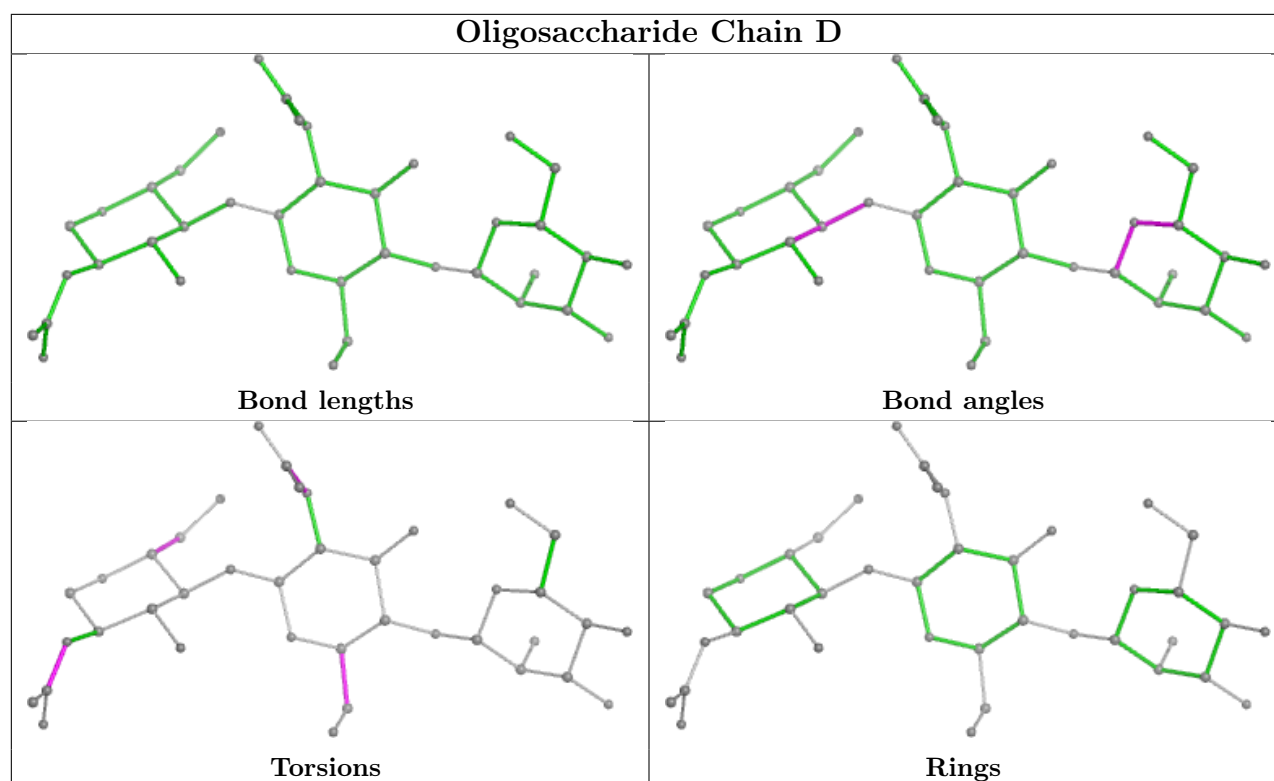 Oligosaccharide Chain D
Bond lengths
Bond angles
Torsions
Rings